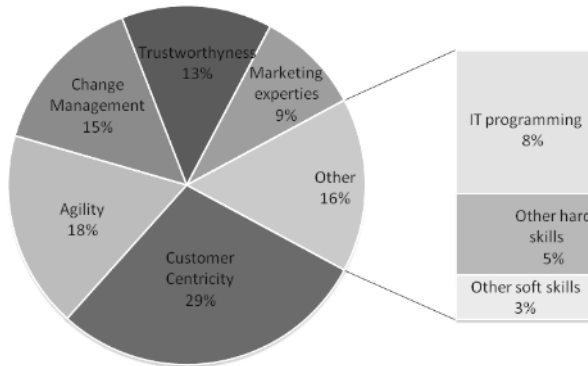 Trustworthyness
13%
Marketing
experties
9%
Change
Management
15%
Other
16%
Agility
18%
Customer
Centricity
29%
IT programming
8%
Other hard
skills
5%
Other soft skills
3%